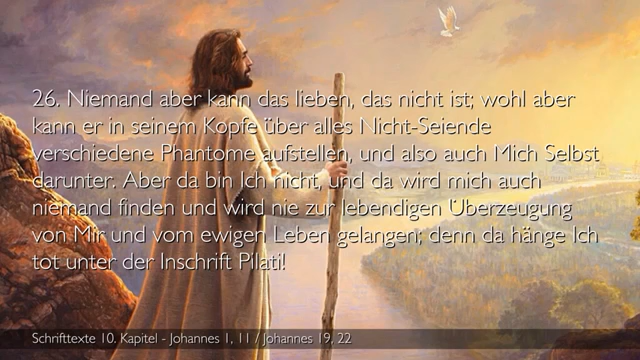 26. Niemand aber kann das lieben, das nicht ist; wohl aber
kann er in seinem Kopfe über alles Nicht-Seiende
verschiedene Phantome aufstellen, und also auch Mich Selbst
darunter. Aber da bin Ich nicht, und da wird mich auch
niemand finden und wird nie zur lebendigen Überzeugung
von Mir und vom ewigen Leben gelangen; denn da hänge Ich
tot unter der Inschrift Pilati!
Schrifttexte 10. Kapitel - Johannes 1, 11 / Johannes 19, 22